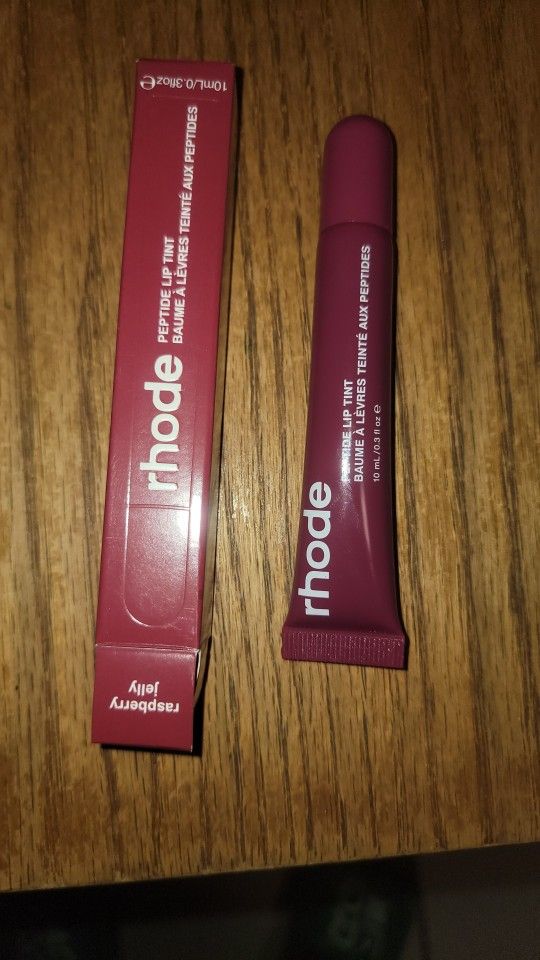 rhode
PEPTIDE LIP TINT
BAUME À LÈVRES TEINTÉ AUX PEPTIDES
10mL/0.3floz ℮
raspberry
jelly
rhode
PEPTIDE LIP TINT
BAUME À LÈVRES TEINTÉ AUX PEPTIDES
10 mL/0.3 fl oz ℮